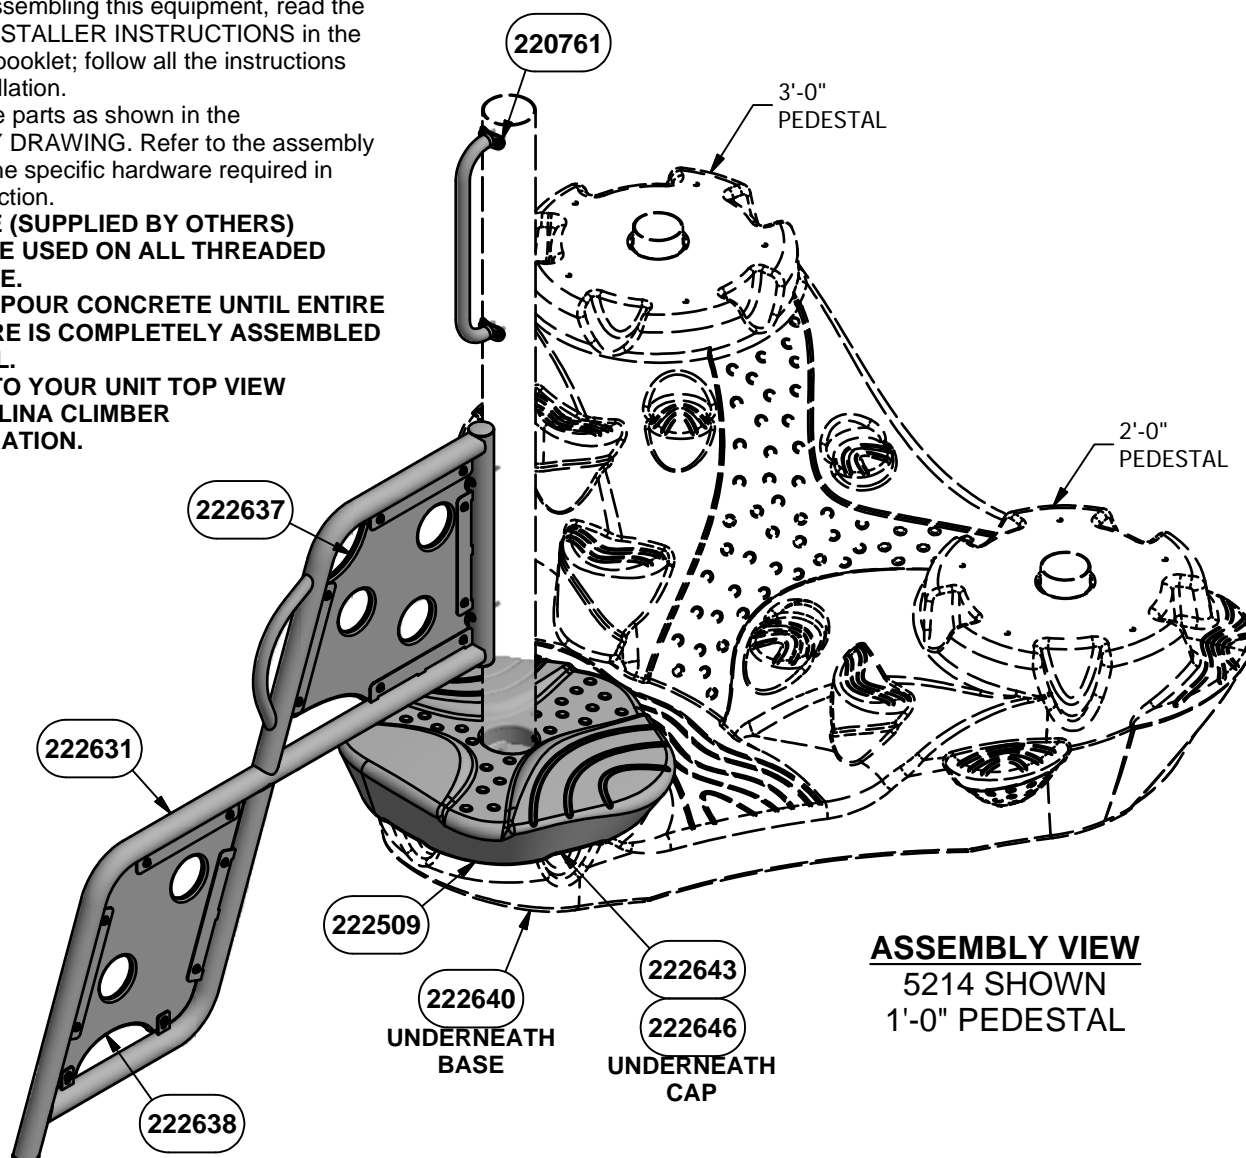 ssembling this equipment, read the
STALLER INSTRUCTIONS in the
booklet; follow all the instructions
llation.
e parts as shown in the
Y DRAWING. Refer to the assembly
he specific hardware required in
ction.
E (SUPPLIED BY OTHERS)
E USED ON ALL THREADED
E.
POUR CONCRETE UNTIL ENTIRE
RE IS COMPLETELY ASSEMBLED
L.
TO YOUR UNIT TOP VIEW
LINA CLIMBER
RATION.
220761
3'-0"
PEDESTAL
2'-0"
PEDESTAL
222637
222631
222509
222640
UNDERNEATH
BASE
222643
222646
UNDERNEATH
CAP
222638
ASSEMBLY VIEW
5214 SHOWN
1'-0" PEDESTAL